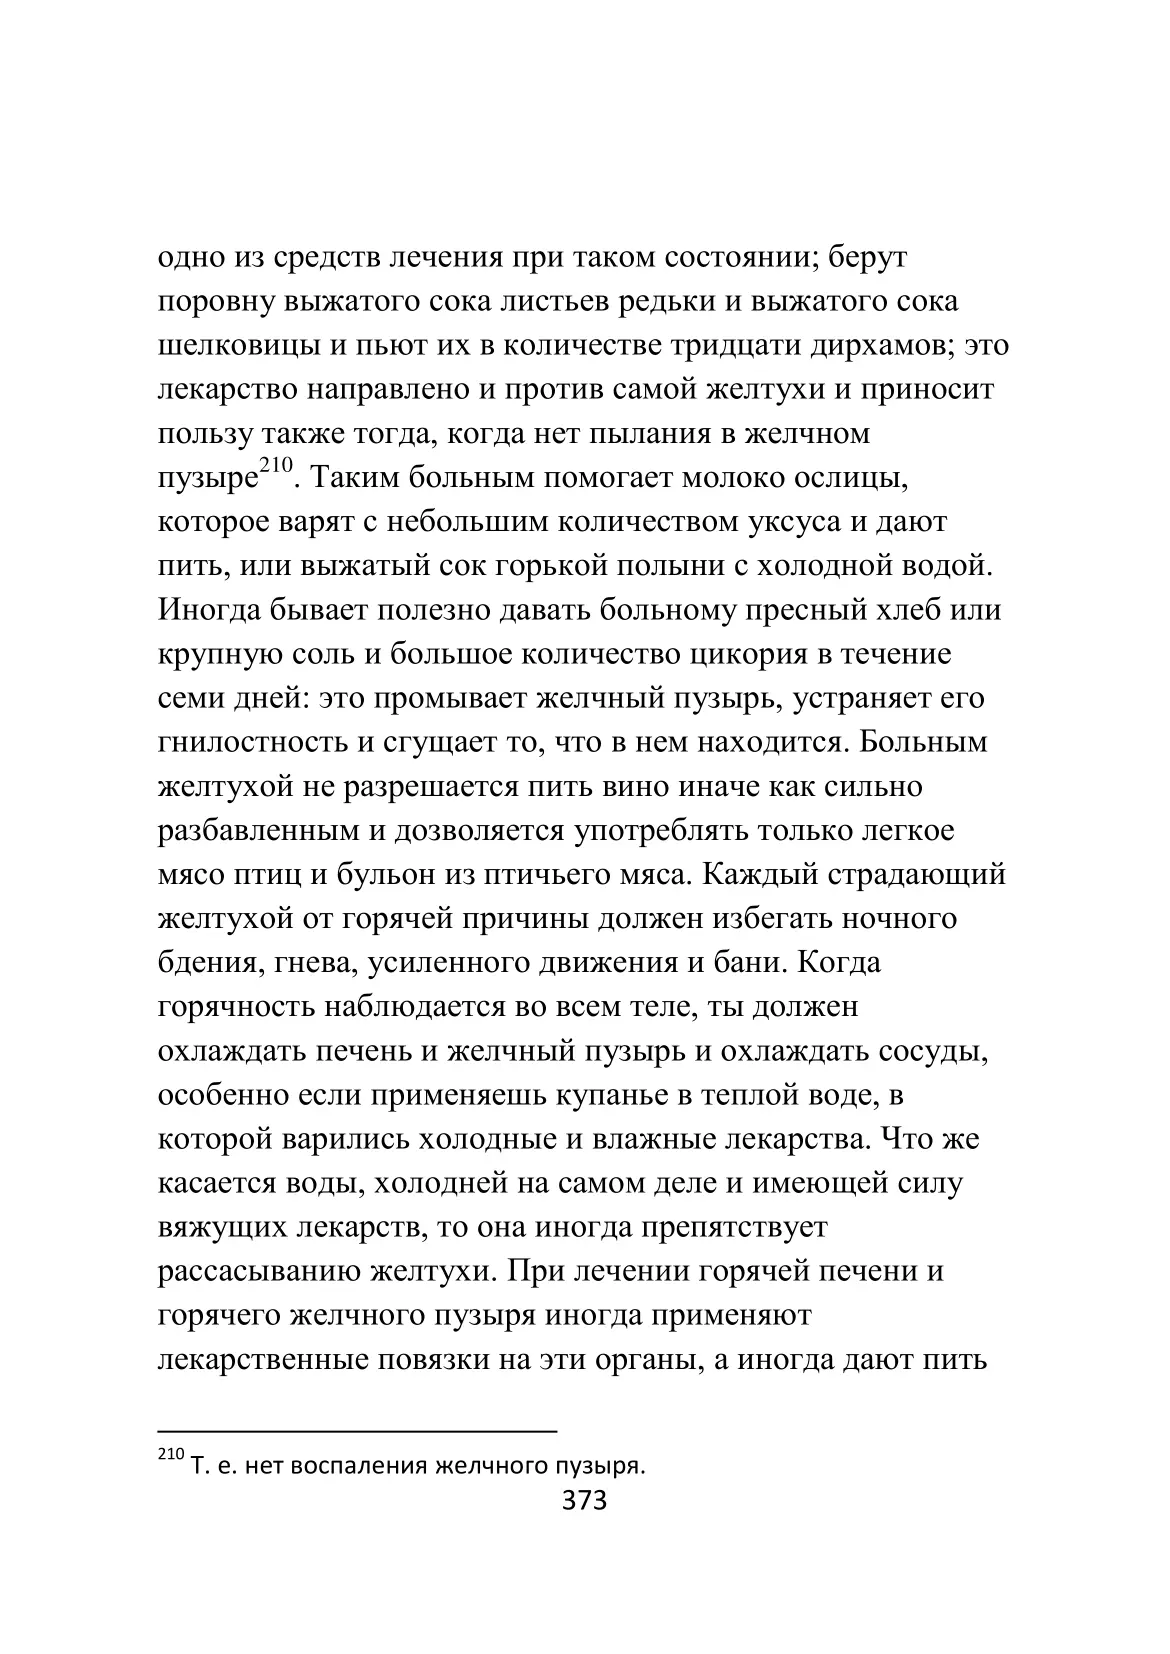 одно из средств лечения при таком состоянии; берут
поровну выжатого сока листьев редьки и выжатого сока
шелковицы и пьют их в количестве тридцати дирхамов; это
лекарство направлено и против самой желтухи и приносит
пользу также тогда, когда нет пылания в желчном
пузыре210. Таким больным помогает молоко ослицы,
которое варят с небольшим количеством уксуса и дают
пить, или выжатый сок горькой полыни с холодной водой.
Иногда бывает полезно давать больному пресный хлеб или
крупную соль и большое количество цикория в течение
семи дней: это промывает желчный пузырь, устраняет его
гнилостность и сгущает то, что в нем находится. Больным
желтухой не разрешается пить вино иначе как сильно
разбавленным и дозволяется употреблять только легкое
мясо птиц и бульон из птичьего мяса. Каждый страдающий
желтухой от горячей причины должен избегать ночного
бдения, гнева, усиленного движения и бани. Когда
горячность наблюдается во всем теле, ты должен
охлаждать печень и желчный пузырь и охлаждать сосуды,
особенно если применяешь купанье в теплой воде, в
которой варились холодные и влажные лекарства. Что же
касается воды, холодней на самом деле и имеющей силу
вяжущих лекарств, то она иногда препятствует
рассасыванию желтухи. При лечении горячей печени и
горячего желчного пузыря иногда применяют
лекарственные повязки на эти органы, а иногда дают пить
210 Т. е. нет воспаления желчного пузыря.
373